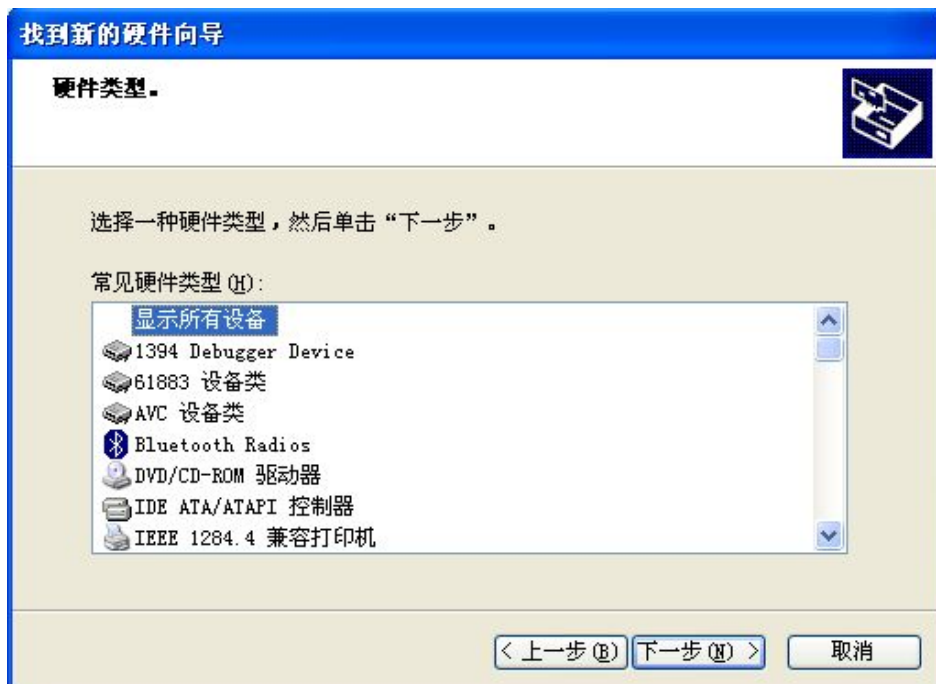 找到新的硬件向导
硬件类型。
选择一种硬件类型，然后单击“下一步”。
常见硬件类型(H):
显示所有设备
1394 Debugger Device
61883 设备类
AVC 设备类
Bluetooth Radios
DVD/CD-ROM 驱动器
IDE ATA/ATAPI 控制器
IEEE 1284.4 兼容打印机
< 上一步(B) 下一步(N) > 取消